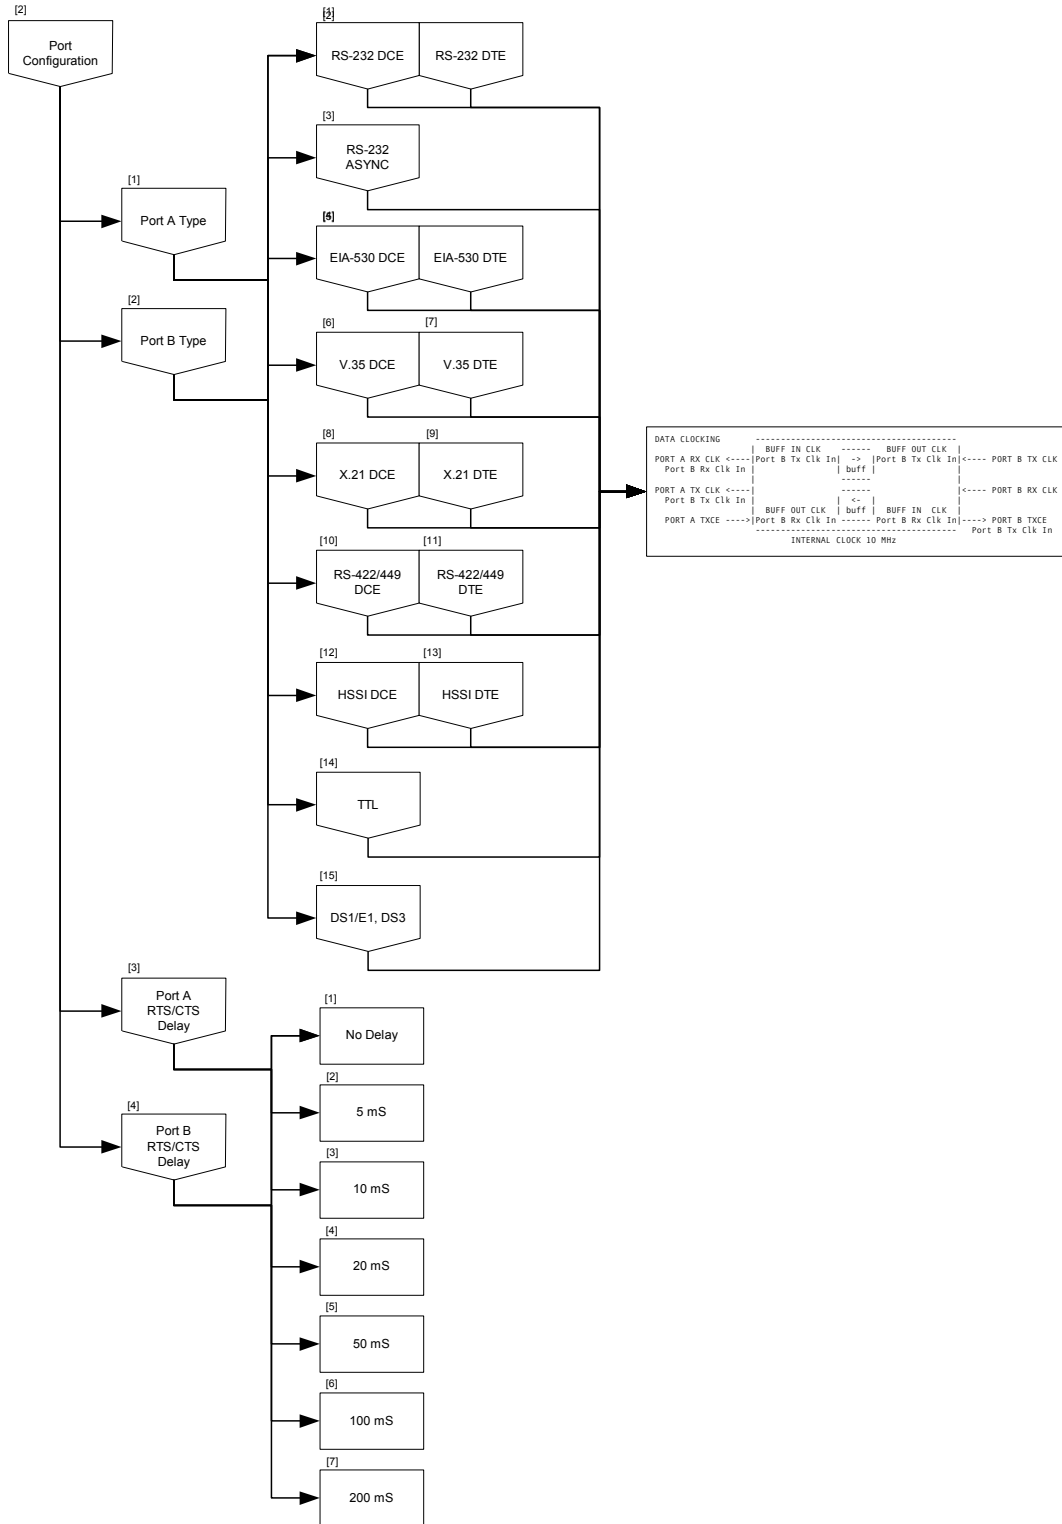 [2]
Port
Configuration
[1]
Port A Type
[2]
Port B Type
[1]
[2]
RS-232 DCE
RS-232 DTE
[3]
RS-232
ASYNC
[4]
[5]
EIA-530 DCE
EIA-530 DTE
[6]
V.35 DCE
[7]
V.35 DTE
[8]
X.21 DCE
[9]
X.21 DTE
[10]
RS-422/449
DCE
[11]
RS-422/449
DTE
[12]
HSSI DCE
[13]
HSSI DTE
[14]
TTL
[15]
DS1/E1, DS3
DATA CLOCKING ----------------------------------------
| BUFF IN CLK ------ BUFF OUT CLK |
PORT A RX CLK <----|Port B Tx Clk In| -> |Port B Tx Clk In|<---- PORT B TX CLK
Port B Rx Clk In | | buff | |
| ------ |
PORT A TX CLK <----| ------ |<---- PORT B RX CLK
Port B Tx Clk In | | <- | |
| BUFF OUT CLK | buff | BUFF IN CLK |
PORT A TXCE ---->|Port B Rx Clk In ------ Port B Rx Clk In|----> PORT B TXCE
---------------------------------------- Port B Tx Clk In
INTERNAL CLOCK 10 MHz
[3]
Port A
RTS/CTS
Delay
[4]
Port B
RTS/CTS
Delay
[1]
No Delay
[2]
5 mS
[3]
10 mS
[4]
20 mS
[5]
50 mS
[6]
100 mS
[7]
200 mS